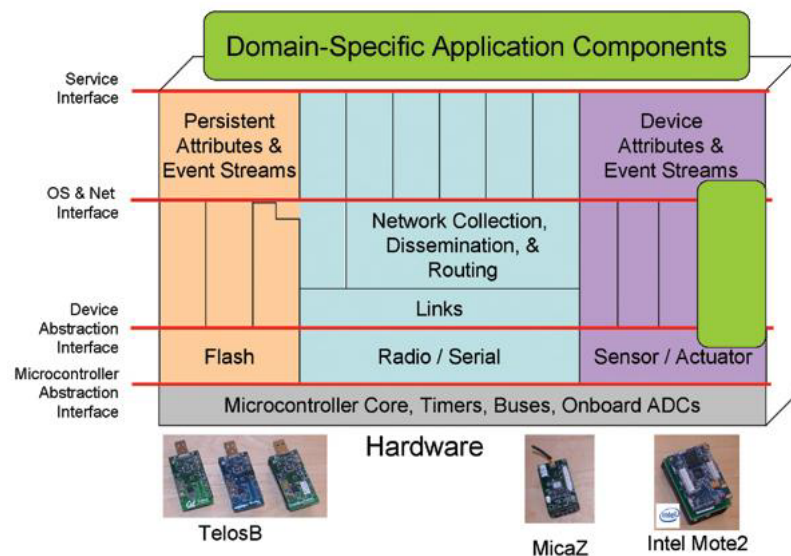 Domain-Specific Application Components
Service
Interface
Persistent
Attributes &
Event Streams
Device
Attributes &
Event Streams
OS & Net
Interface
Network Collection,
Dissemination, &
Routing
Links
Device
Abstraction
Interface
Flash
Radio / Serial
Sensor / Actuator
Microcontroller
Abstraction
Interface
Microcontroller Core, Timers, Buses, Onboard ADCs
Hardware
TelosB
MicaZ
intel
Intel Mote2